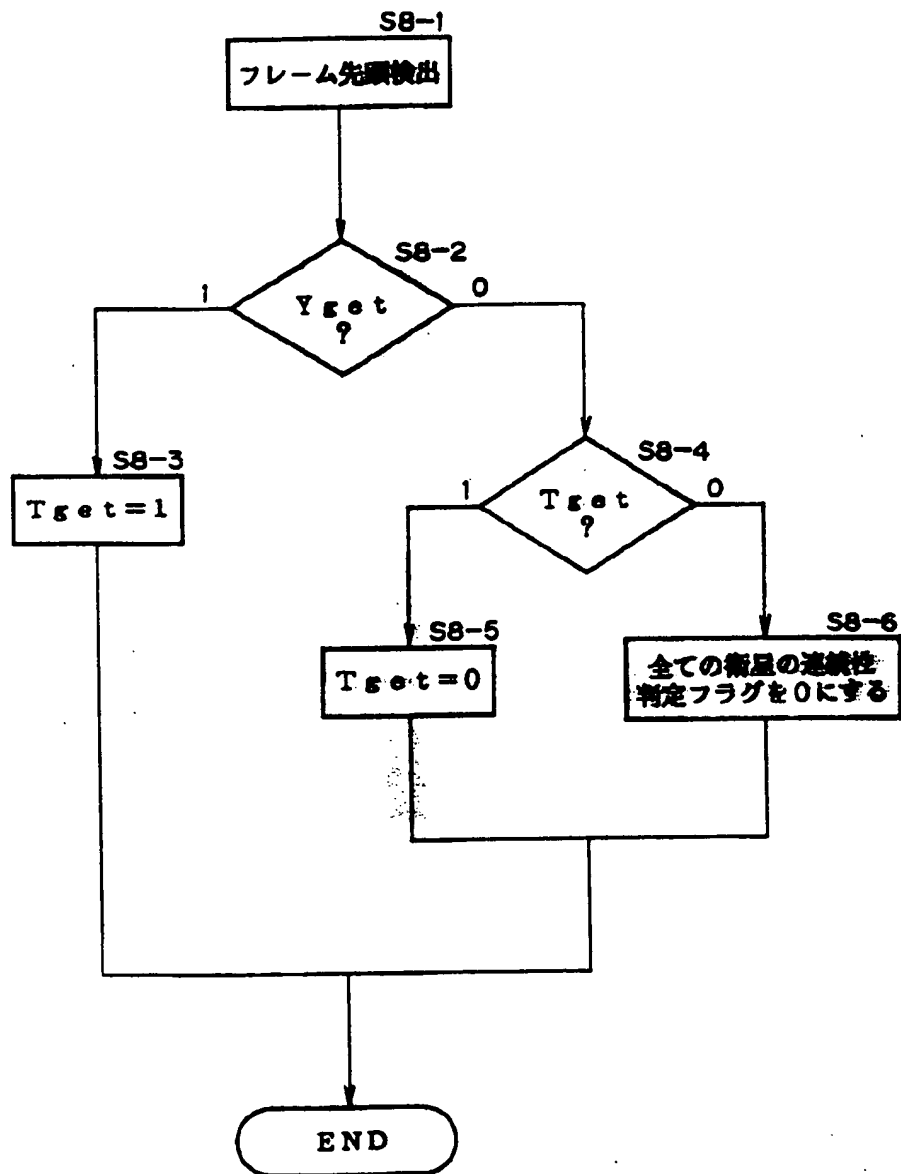 S8-1
フレーム先頭検出
S8-2
1
Yget
?
0
S8-3
Tget=1
S8-4
1
Tget
?
0
S8-5
Tget=0
S8-6
全ての衛星の連続性
判定フラグを0にする
END